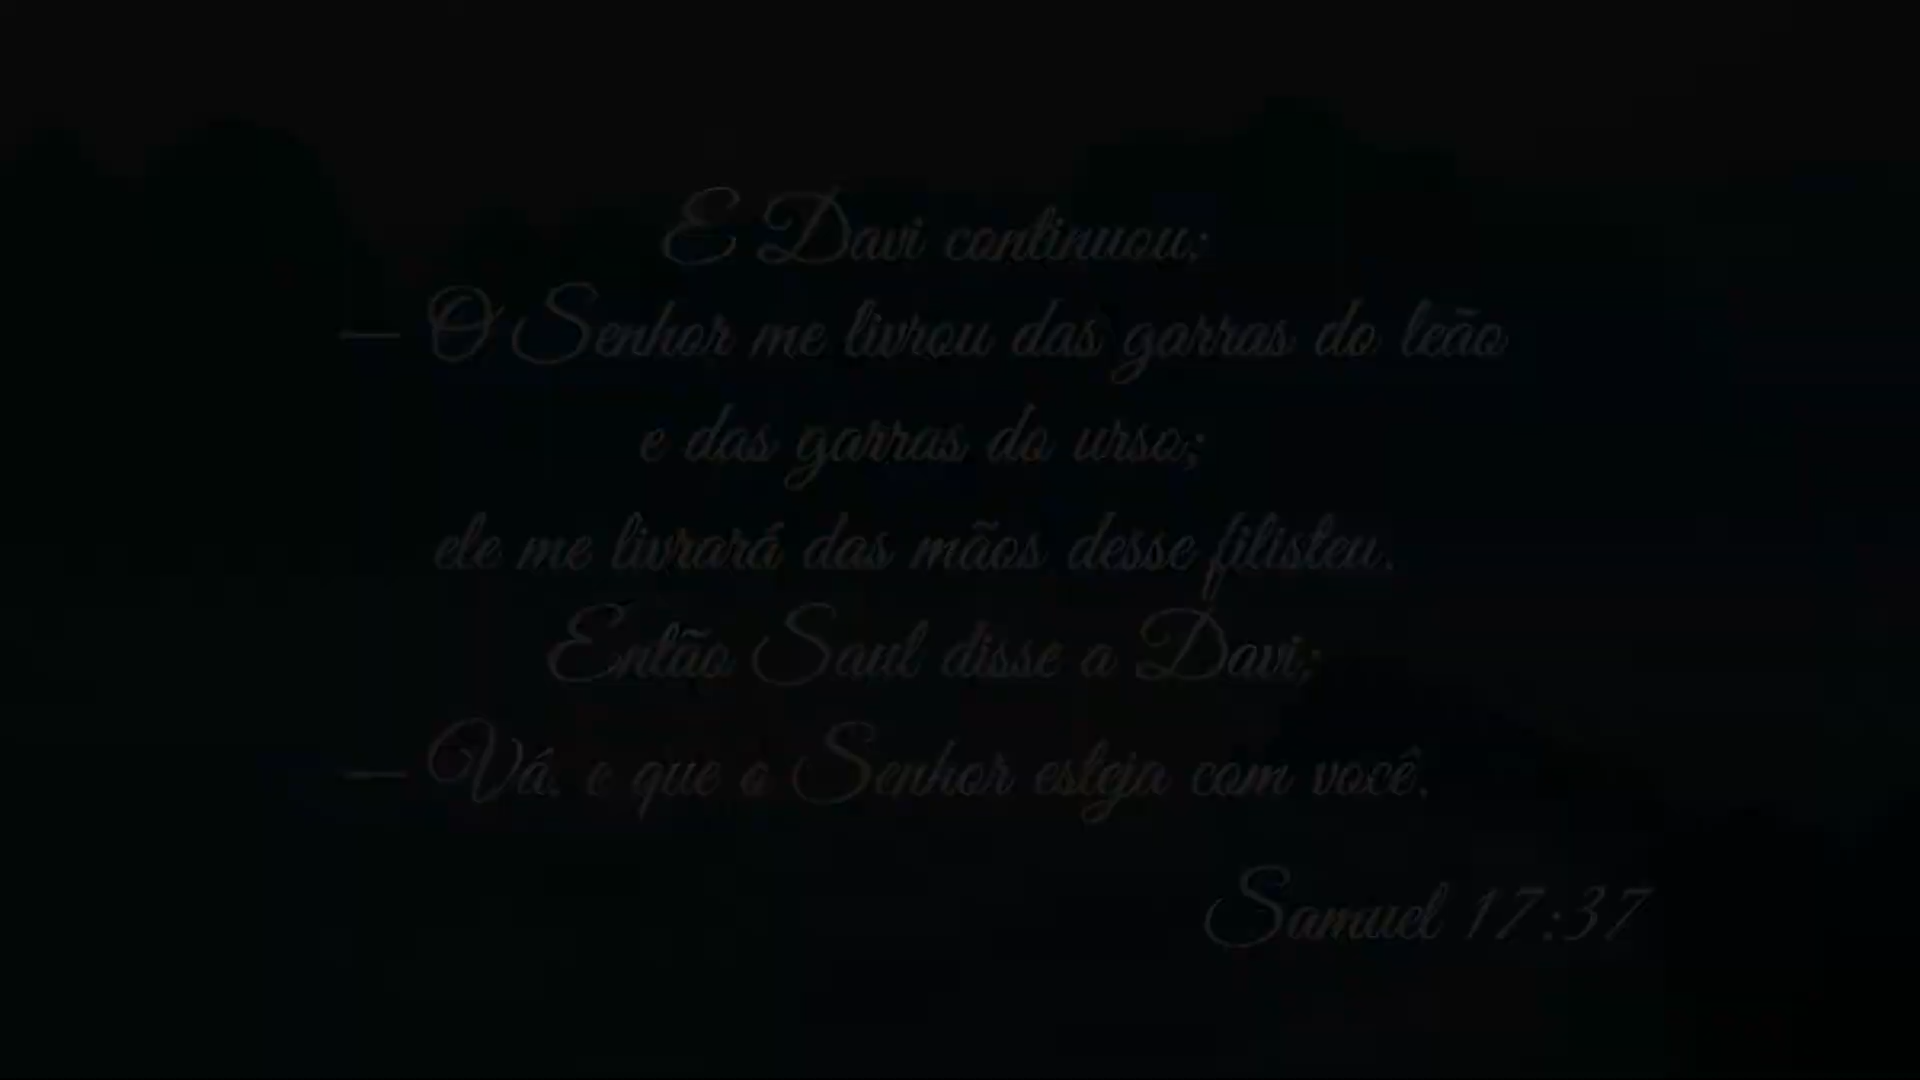 E Davi continuou:
— O Senhor me livrou das garras do leão
e das garras do urso;
ele me livrará das mãos desse filisteu.
Então Saul disse a Davi;
— Vá, e que o Senhor esteja com você.
Samuel 17:37